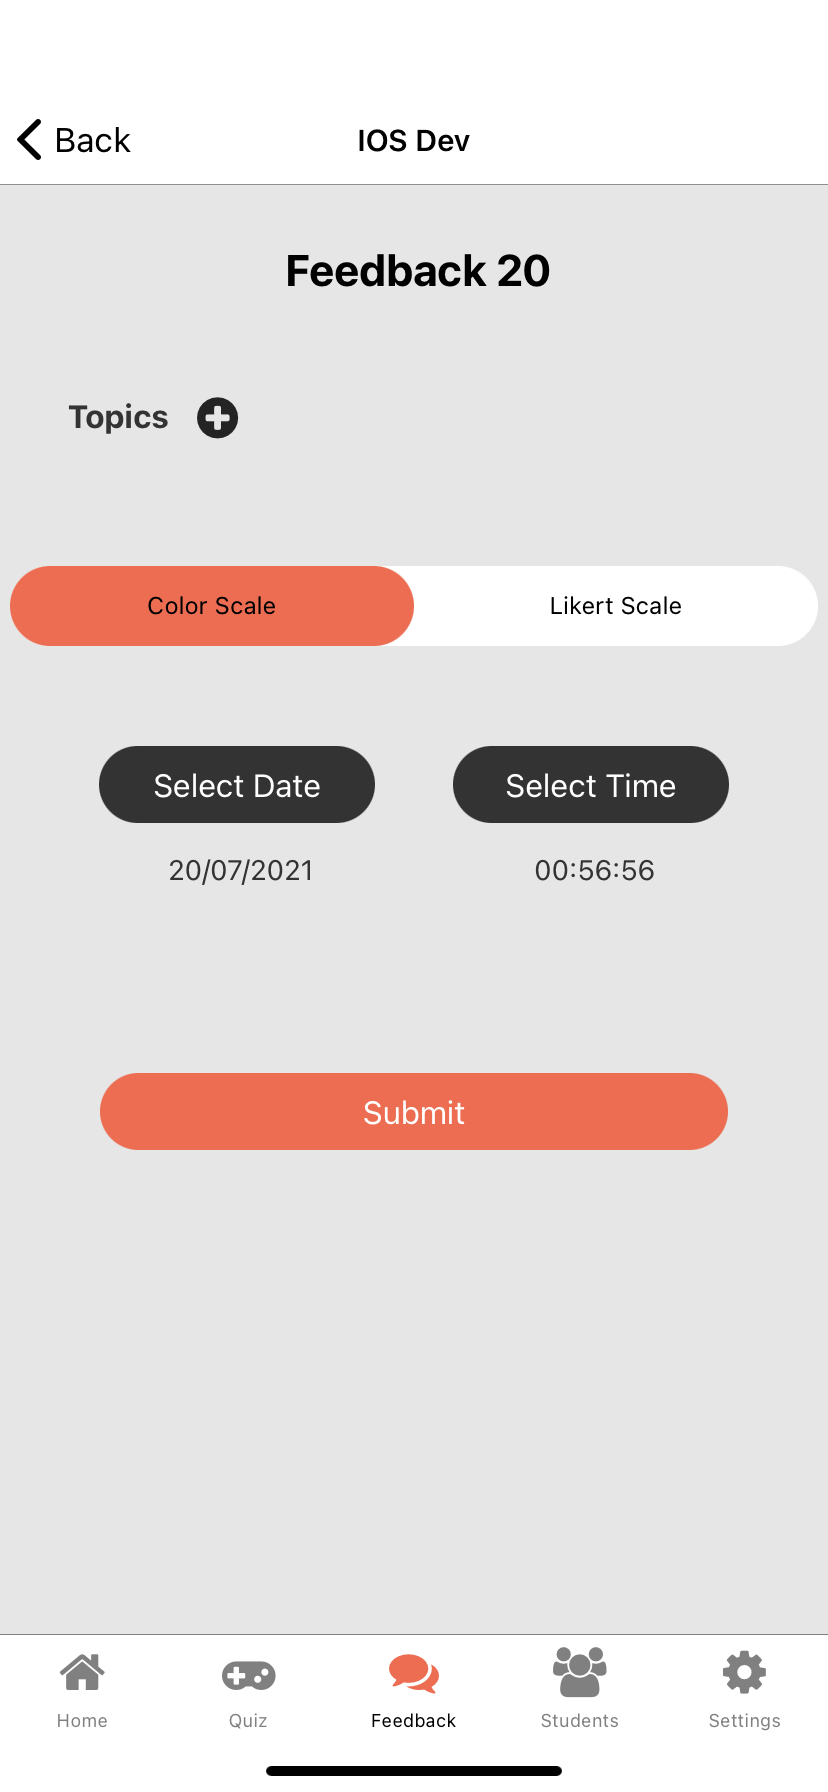 Back
IOS Dev
Feedback 20
Topics
Color Scale
Likert Scale
Select Date
Select Time
20/07/2021
00:56:56
Submit
Home
Quiz
Feedback
Students
Settings